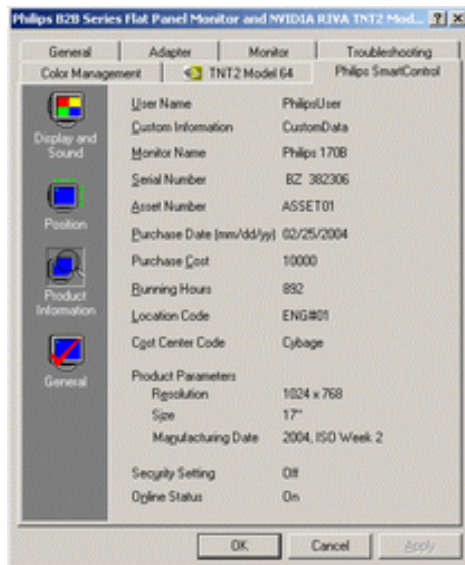 Philips B2B Series Flat Panel Monitor and NVIDIA RIVA TNT2 Mod...
General Adapter Monitor Troubleshooting
Color Management TNT2 Model 64 Philips SmartControl
Display and Sound
Position
Product Information
General
User Name PhilipsUser
Custom Information CustomData
Monitor Name Philips 170B
Serial Number BZ 382306
Asset Number ASSET01
Purchase Date (mm/dd/yy) 02/25/2004
Purchase Cost 10000
Running Hours 892
Location Code ENG#01
Cost Center Code Cybage
Product Parameters
Resolution 1024 x 768
Size 17"
Manufacturing Date 2004, ISO Week 2
Security Setting Off
Online Status On
OK Cancel Apply